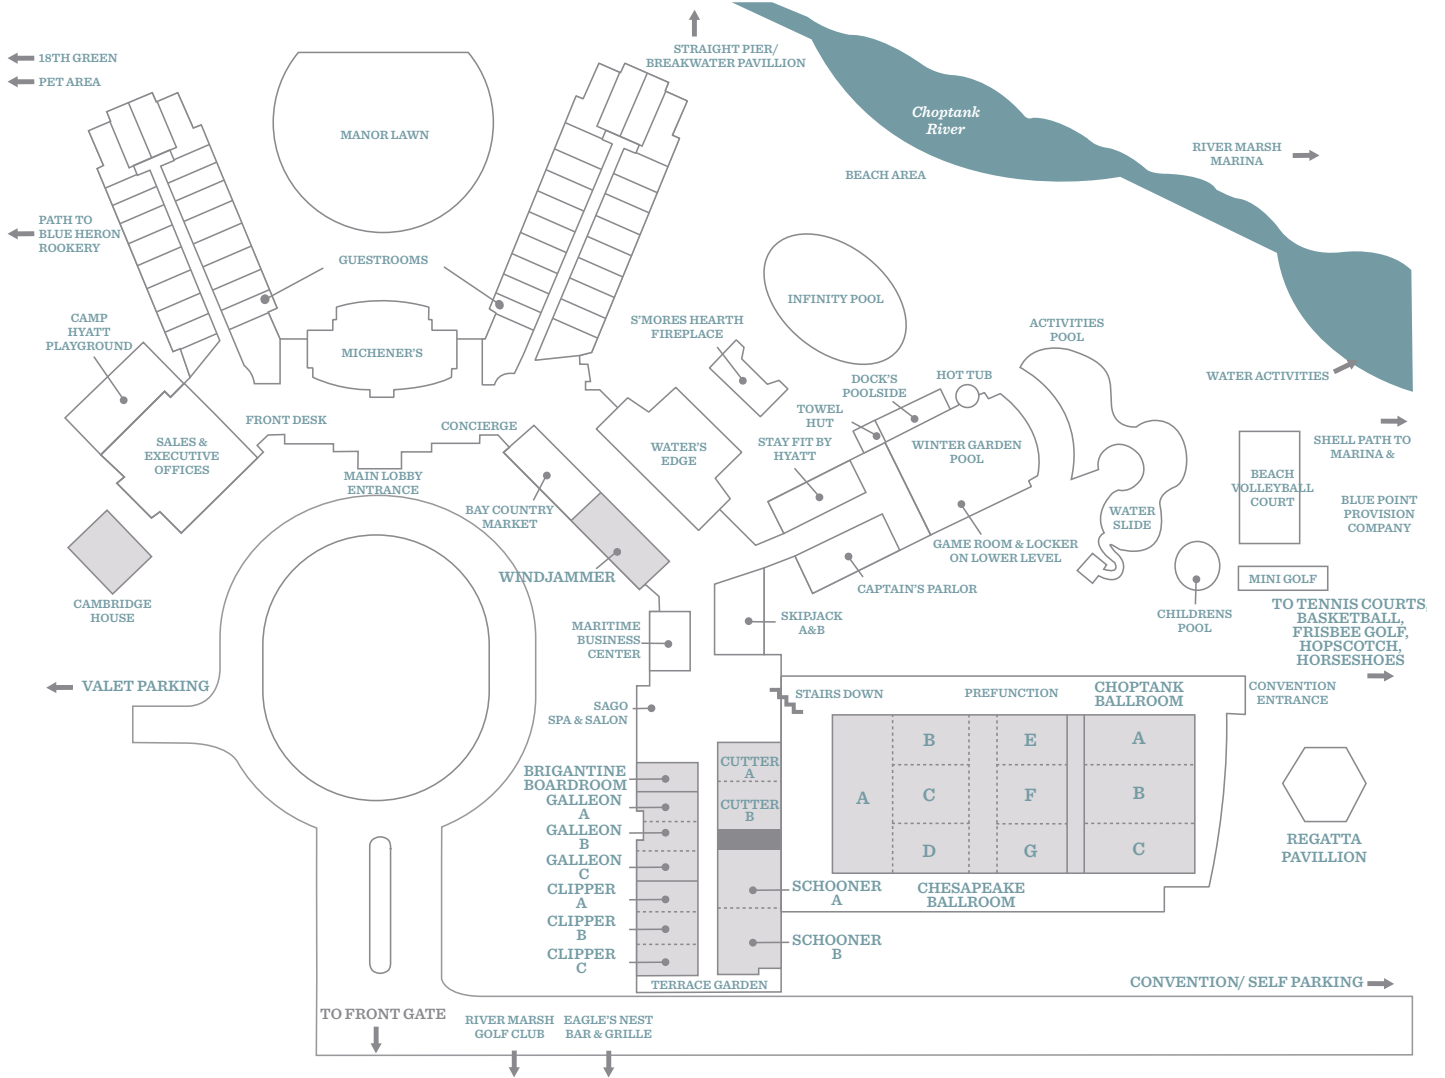 STRAIGHT PIER/
BREAKWATER PAVILLION
18TH GREEN
PET AREA
MANOR LAWN
Choptank
River
RIVER MARSH
MARINA
BEACH AREA
PATH TO
BLUE HERON
ROOKERY
GUESTROOMS
INFINITY POOL
CAMP
HYATT
PLAYGROUND
S'MORES HEARTH
FIREPLACE
ACTIVITIES
POOL
MICHENER'S
WATER ACTIVITIES
DOCK'S
POOLSIDE
HOT TUB
TOWEL
HUT
FRONT DESK
CONCIERGE
SALES &
EXECUTIVE
OFFICES
WATER'S
EDGE
STAY FIT BY
HYATT
WINTER GARDEN
POOL
SHELL PATH TO
MARINA &
BLUE POINT
PROVISION
COMPANY
BEACH
VOLLEYBALL
COURT
MAIN LOBBY
ENTRANCE
BAY COUNTRY
MARKET
WATER
SLIDE
GAME ROOM & LOCKER
ON LOWER LEVEL
WINDJAMMER
CAPTAIN'S PARLOR
MINI GOLF
CAMBRIDGE
HOUSE
CHILDRENS
POOL
TO TENNIS COURTS,
BASKETBALL,
FRISBEE GOLF,
HOPSCOTCH,
HORSESHOES
MARITIME
BUSINESS
CENTER
SKIPJACK
A&B
VALET PARKING
STAIRS DOWN
PREFUNCTION
CHOPTANK
BALLROOM
CONVENTION
ENTRANCE
SAGO
SPA & SALON
B
E
A
CUTTER
A
BRIGANTINE
BOARDROOM
GALLEON
A
CUTTER
B
A
C
F
B
GALLEON
B
D
G
C
REGATTA
PAVILLION
GALLEON
C
CLIPPER
A
SCHOONER
A
CHESAPEAKE
BALLROOM
CLIPPER
B
SCHOONER
B
CLIPPER
C
TERRACE GARDEN
CONVENTION/ SELF PARKING
TO FRONT GATE
RIVER MARSH
GOLF CLUB
EAGLE'S NEST
BAR & GRILLE